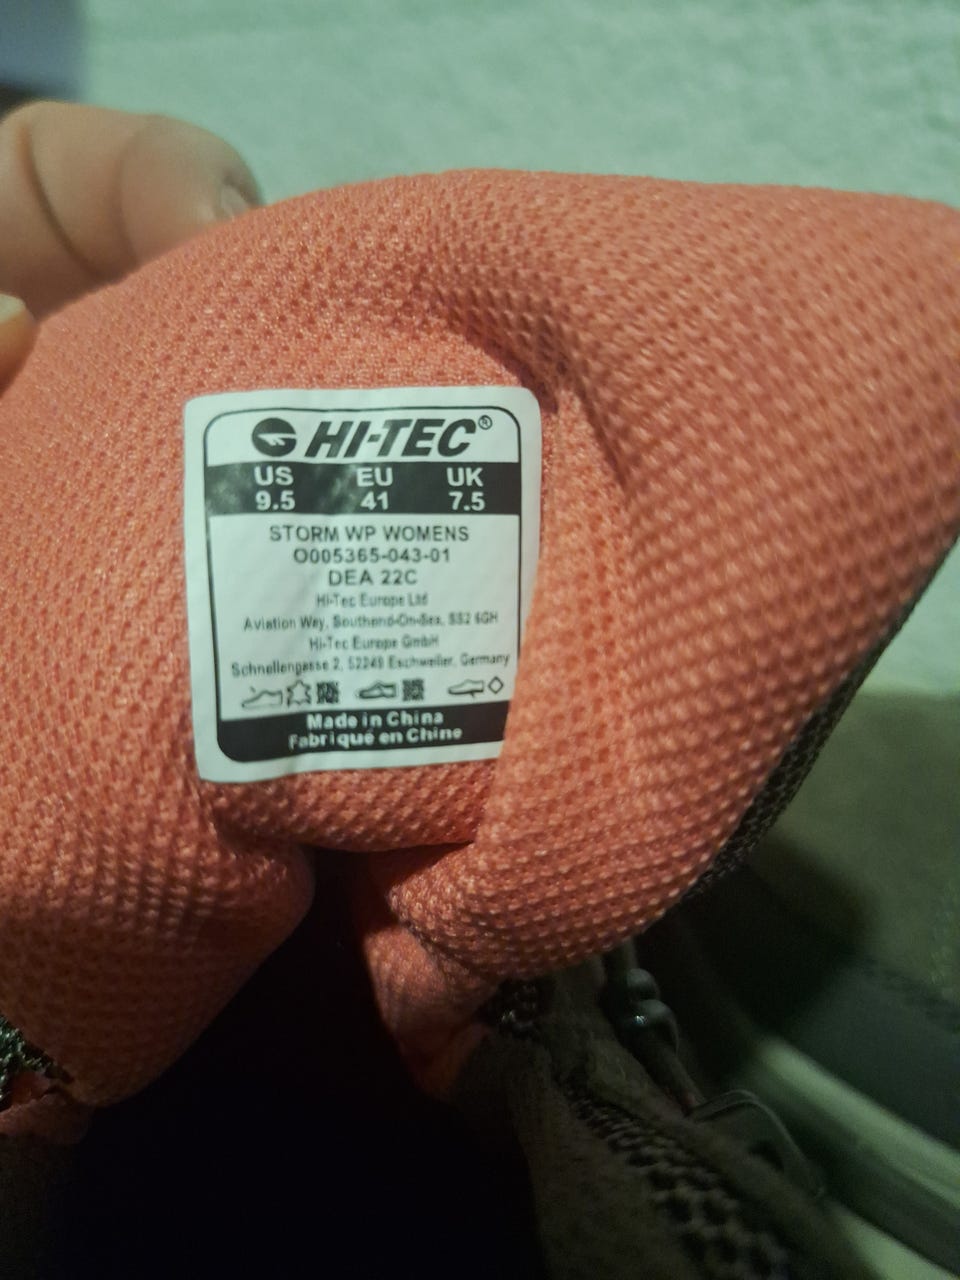 HI-TEC®
US EU UK
9.5 41 7.5
STORM WP WOMENS
O005365-043-01
DEA 22C
Hi-Tec Europe Ltd
Aviation Way, Southend-On-Sea, SS2 6GH
Hi-Tec Europe GmbH
Schnellengasse 2, 52249 Eschweiler, Germany
Made in China
Fabriqué en Chine